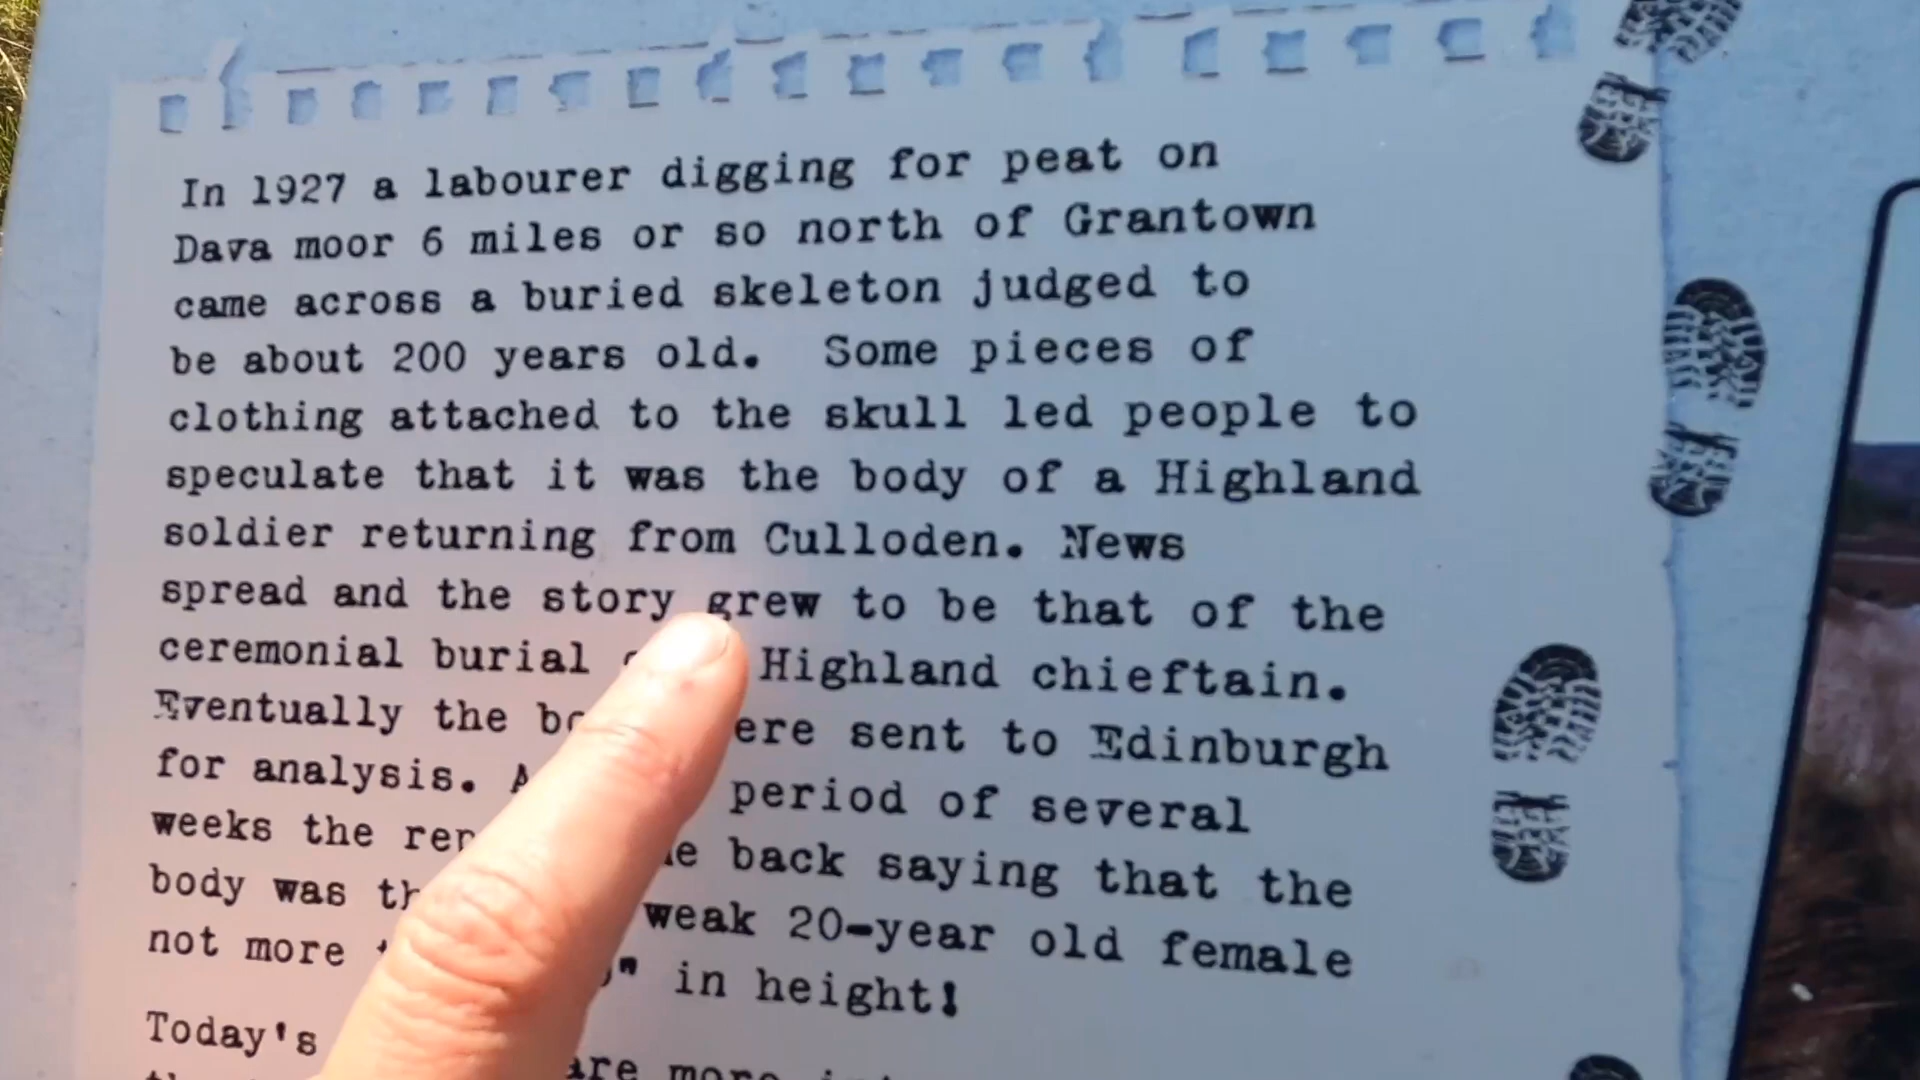 In 1927 a labourer digging for peat on
Dava moor 6 miles or so north of Grantown
came across a buried skeleton judged to
be about 200 years old. Some pieces of
clothing attached to the skull led people to
speculate that it was the body of a Highland
soldier returning from Culloden. News
spread and the story grew to be that of the
ceremonial burial Highland chieftain.
Eventually the sent to Edinburgh
for analysis. period of several
weeks the back saying that the
body was weak 20-year old female
not more " in height!
Today's are more